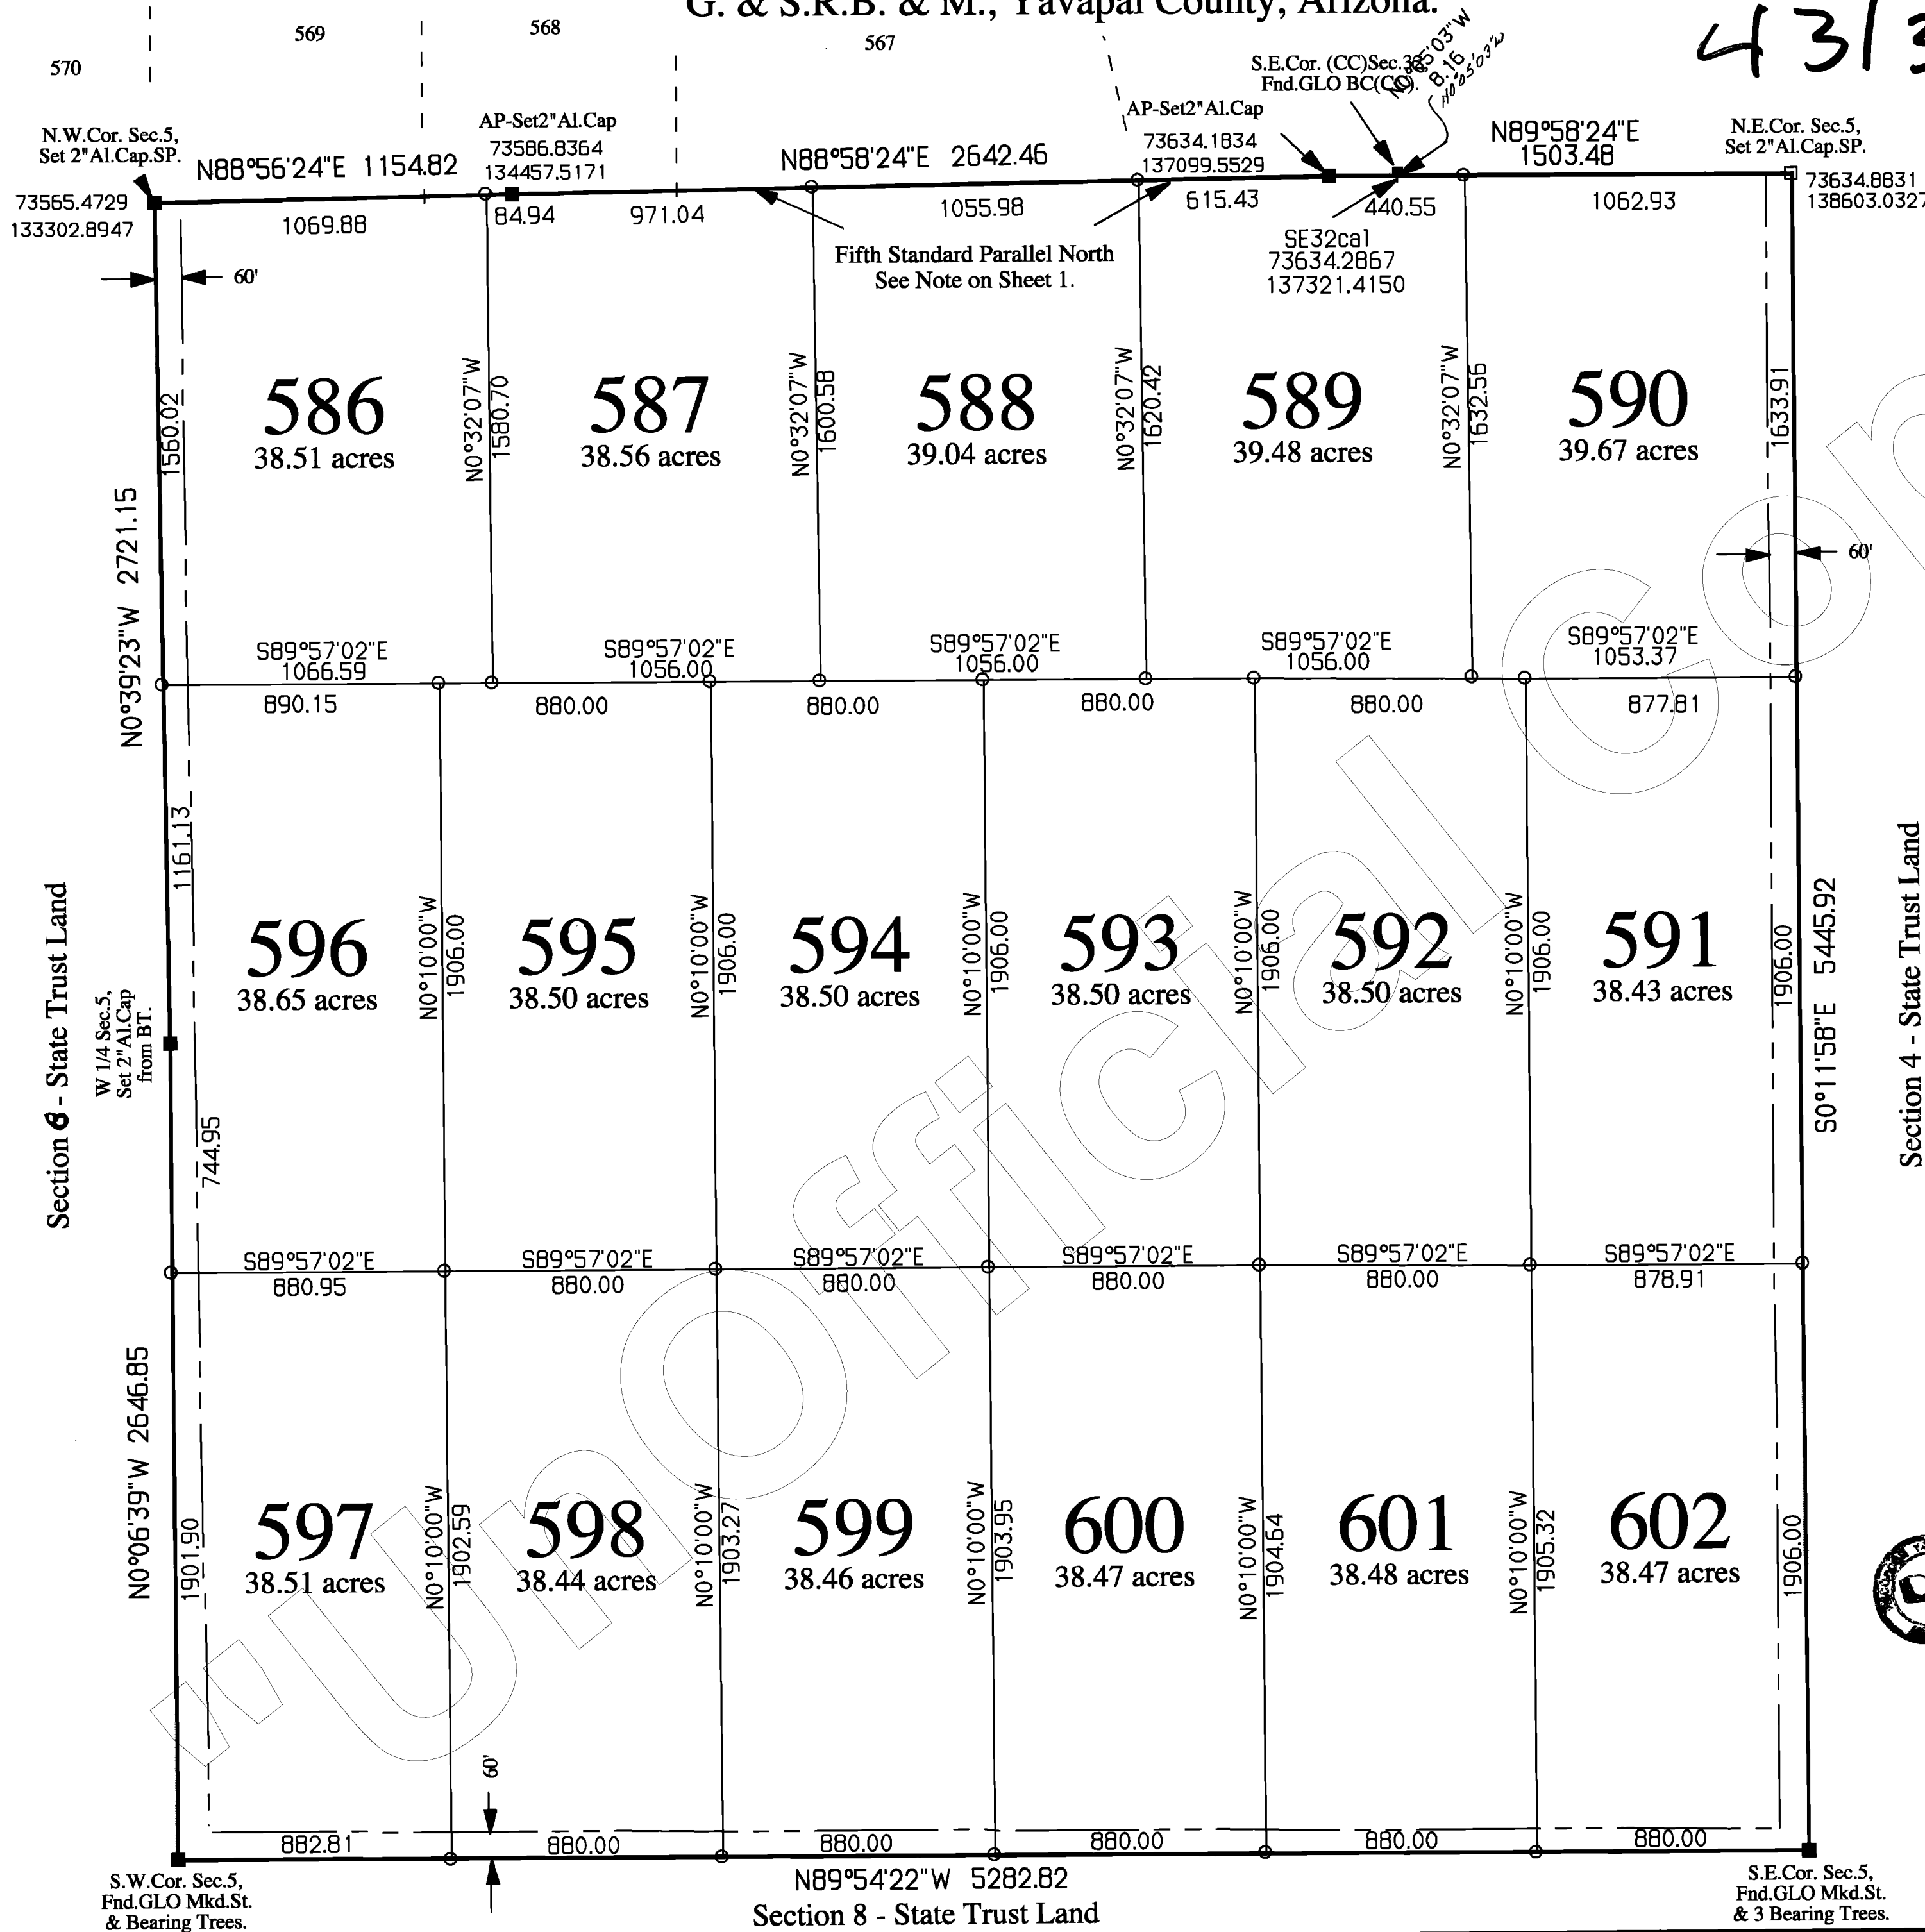 G. & S.R.B. & M., Yavapai County, Arizona.
431
570
569
568
567
N.W.Cor. Sec.5,
Set 2"Al.Cap.SP.
N88°56'24"E 1154.82
AP-Set2"Al.Cap
73586.8364
134457.5171
N88°58'24"E 2642.46
AP-Set2"Al.Cap
73634.1834
137099.5529
S.E.Cor. (CC)Sec.32
Fnd.GLO BC(CC).
N0°05'03"W
8.16
N0°05'03"W
N89°58'24"E
1503.48
N.E.Cor. Sec.5,
Set 2"Al.Cap.SP.
73565.4729
133302.8947
73634.8831
138603.0327
1069.88
84.94
971.04
1055.98
615.43
440.55
1062.93
60'
Fifth Standard Parallel North
See Note on Sheet 1.
SE32cal
73634.2867
137321.4150
1560.02
586
38.51 acres
N0°32'07"W
1580.70
587
38.56 acres
N0°32'07"W
1600.58
588
39.04 acres
N0°32'07"W
1620.42
589
39.48 acres
N0°32'07"W
1632.56
590
39.67 acres
1633.91
60'
N0°39'23"W 2721.15
S89°57'02"E
1066.59
S89°57'02"E
1056.00
S89°57'02"E
1056.00
S89°57'02"E
1056.00
S89°57'02"E
1053.37
890.15
880.00
880.00
880.00
880.00
877.81
1161.13
Section 6 - State Trust Land
W 1/4 Sec.5,
Set 2"Al.Cap
from BT.
744.95
596
38.65 acres
N0°10'00"W
1906.00
595
38.50 acres
N0°10'00"W
1906.00
594
38.50 acres
N0°10'00"W
1906.00
593
38.50 acres
N0°10'00"W
1906.00
592
38.50 acres
N0°10'00"W
1906.00
591
38.43 acres
1906.00
S0°11'58"E 5445.92
Section 4 - State Trust Land
S89°57'02"E
880.95
S89°57'02"E
880.00
S89°57'02"E
880.00
S89°57'02"E
880.00
S89°57'02"E
880.00
S89°57'02"E
878.91
N0°06'39"W 2646.85
1901.90
597
38.51 acres
N0°10'00"W
1902.59
598
38.44 acres
N0°10'00"W
1903.27
599
38.46 acres
N0°10'00"W
1903.95
600
38.47 acres
N0°10'00"W
1904.64
601
38.48 acres
N0°10'00"W
1905.32
602
38.47 acres
1906.00
60'
882.81
880.00
880.00
880.00
880.00
880.00
N89°54'22"W 5282.82
S.W.Cor. Sec.5,
Fnd.GLO Mkd.St.
& Bearing Trees.
Section 8 - State Trust Land
S.E.Cor. Sec.5,
Fnd.GLO Mkd.St.
& 3 Bearing Trees.
"Unofficial Con